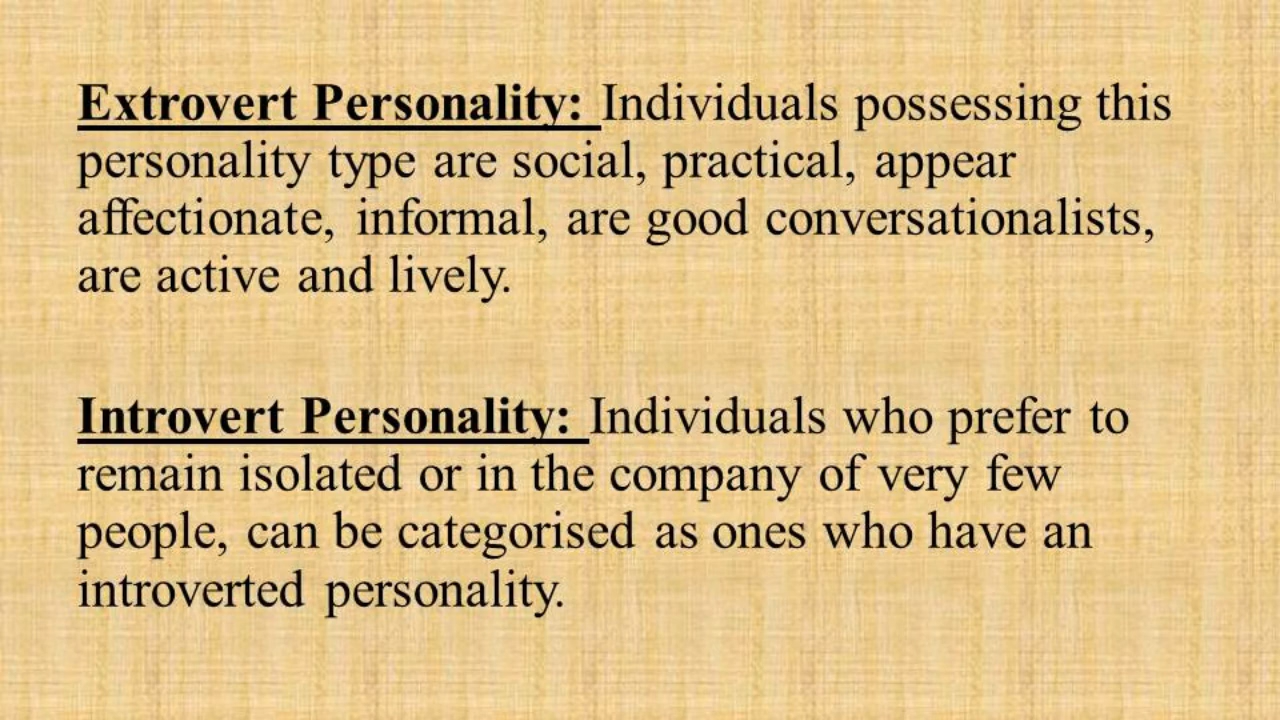 Extrovert Personality: Individuals possessing this
personality type are social, practical, appear
affectionate, informal, are good conversationalists,
are active and lively.
Introvert Personality: Individuals who prefer to
remain isolated or in the company of very few
people, can be categorised as ones who have an
introverted personality.